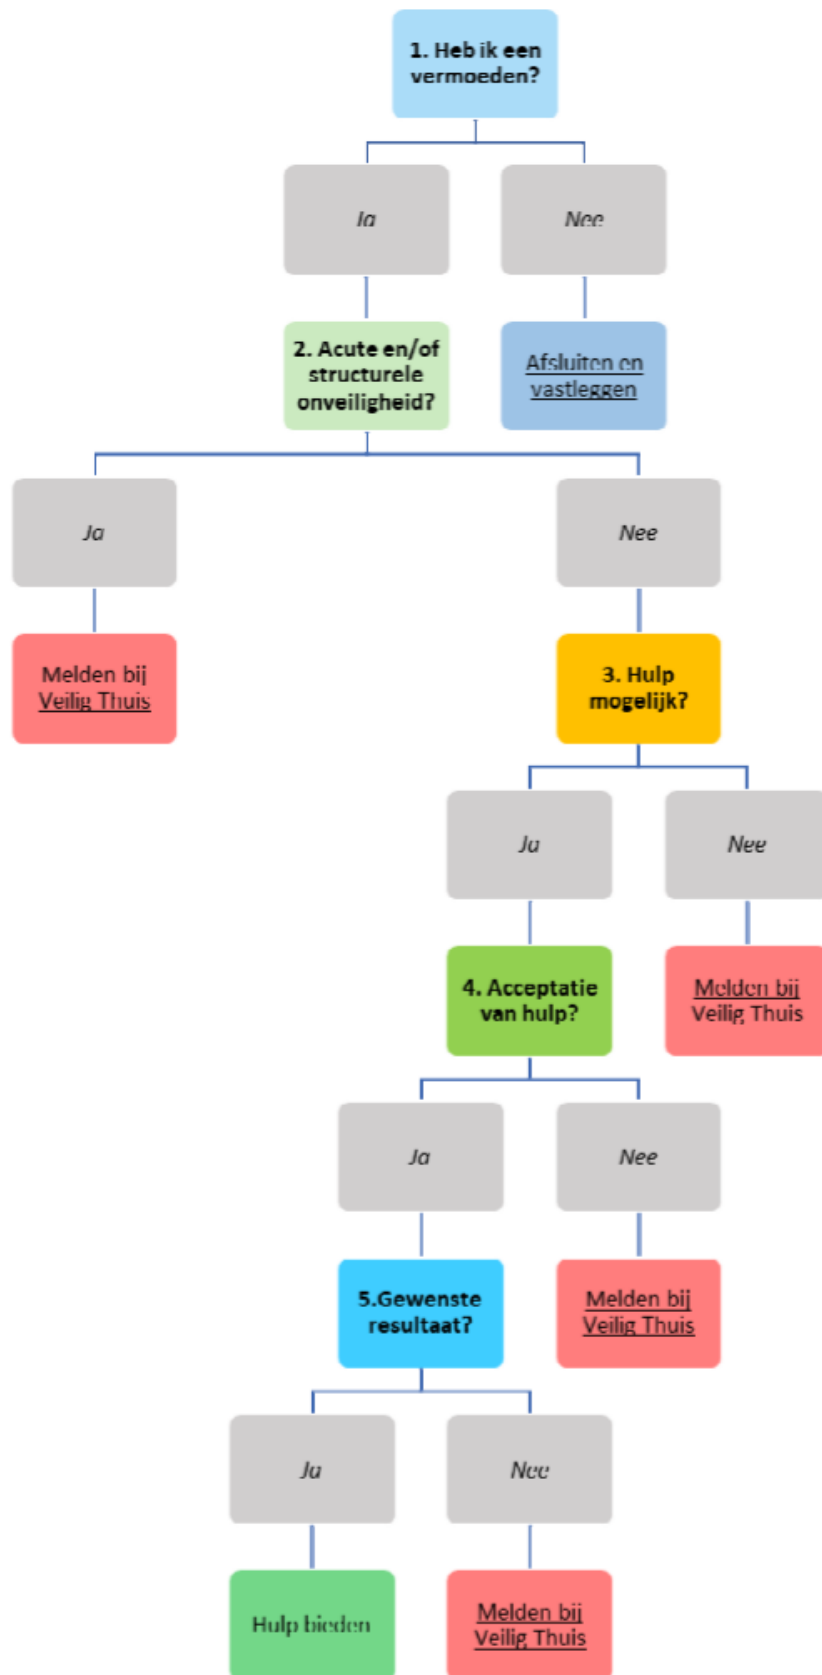 1. Heb ik een
vermoeden?
Ja
Nee
2. Acute en/of
structurele
onveiligheid?
Afsluiten en
vastleggen
Ja
Nee
Melden bij
Veilig Thuis
3. Hulp
mogelijk?
Ja
Nee
4. Acceptatie
van hulp?
Melden bij
Veilig Thuis
Ja
Nee
5.Gewenste
resultaat?
Melden bij
Veilig Thuis
Ja
Nee
Hulp bieden
Melden bij
Veilig Thuis